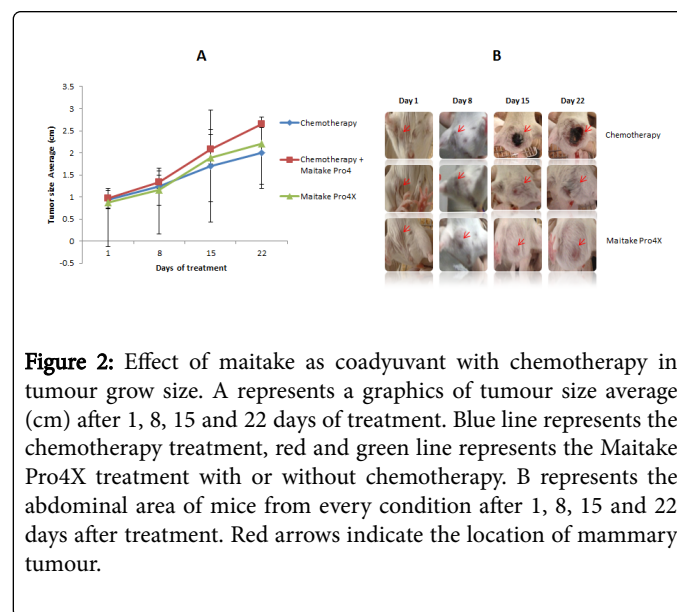 A
B
3.5
3
2.5
2
1.5
1
0.5
0
-0.5
Tumor size Average (cm)
1
8
15
22
Days of treatment
Chemotherapy
Chemotherapy +
Maitake Pro4
Maitake Pro4X
Day 1
Day 8
Day 15
Day 22
Chemotherapy
Maitake Pro4X
Figure 2: Effect of maitake as coadyuvant with chemotherapy in
tumour grow size. A represents a graphics of tumour size average
(cm) after 1, 8, 15 and 22 days of treatment. Blue line represents the
chemotherapy treatment, red and green line represents the Maitake
Pro4X treatment with or without chemotherapy. B represents the
abdominal area of mice from every condition after 1, 8, 15 and 22
days after treatment. Red arrows indicate the location of mammary
tumour.